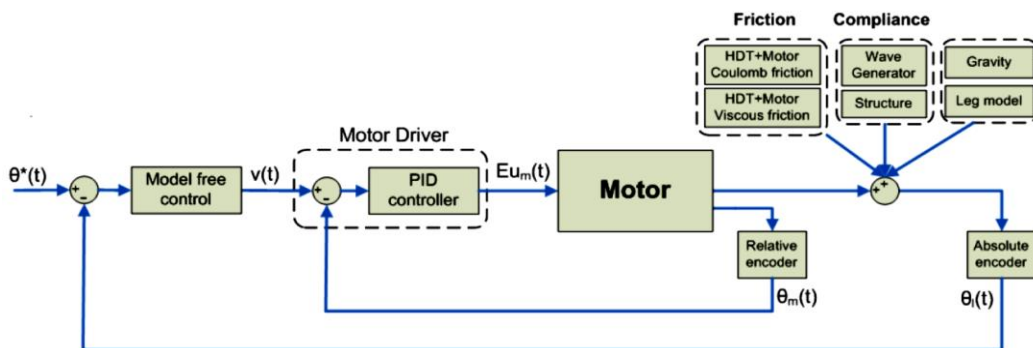 Friction
Compliance
HDT+Motor
Coulomb friction
HDT+Motor
Viscous friction
Wave
Generator
Structure
Gravity
Leg model
Motor Driver
θ*(t)
+
-
Model free
control
v(t)
+
-
PID
controller
Euₘ(t)
Motor
+
+
Relative
encoder
Absolute
encoder
θₘ(t)
θₗ(t)